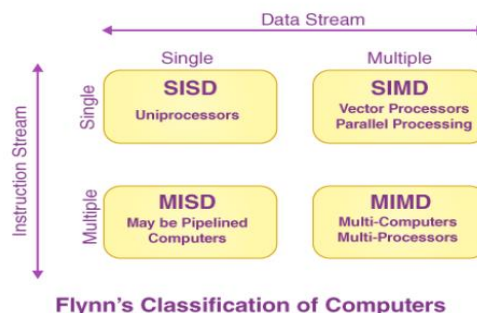 Data Stream
Single
Multiple
Instruction Stream
Single
SISD
Uniprocessors
SIMD
Vector Processors
Parallel Processing
Multiple
MISD
May be Pipelined
Computers
MIMD
Multi-Computers
Multi-Processors
Flynn's Classification of Computers